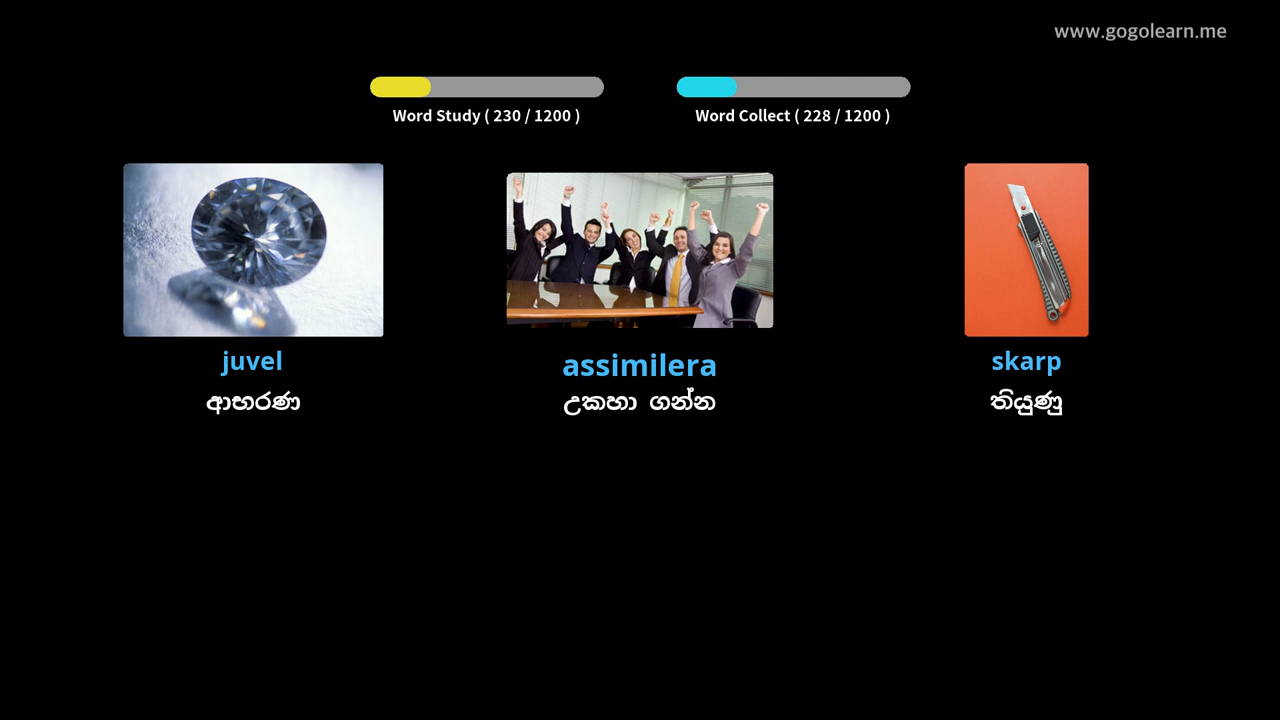 www.gogolearn.me
Word Study ( 230 / 1200 )
Word Collect ( 228 / 1200 )
juvel
assimilera
skarp
ආභරණ
උකහා ගන්න
තියුණු